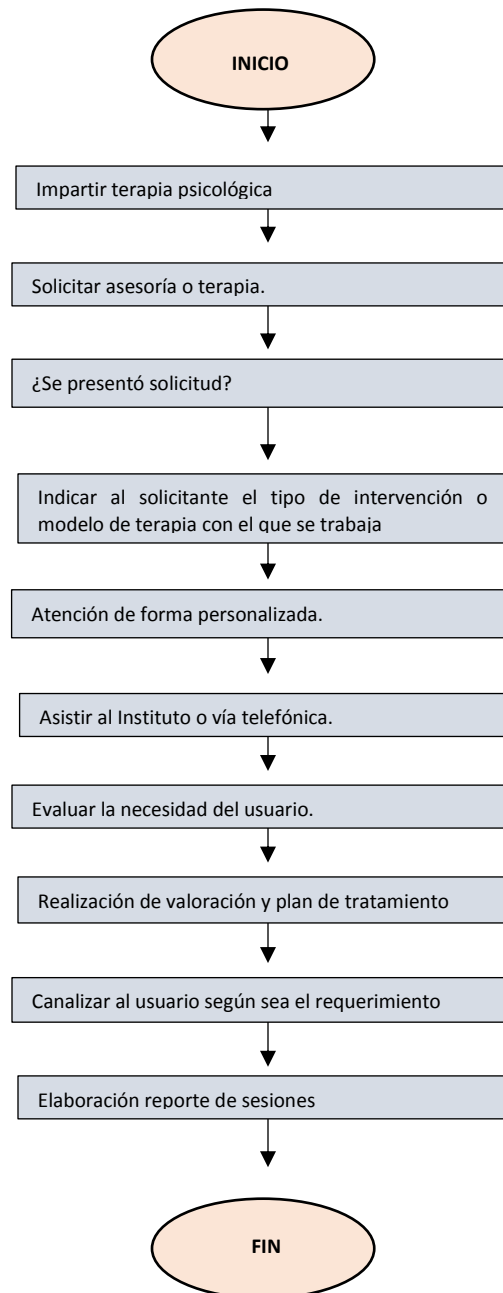 INICIO
Impartir terapia psicológica
Solicitar asesoría o terapia.
¿Se presentó solicitud?
Indicar al solicitante el tipo de intervención o
modelo de terapia con el que se trabaja
Atención de forma personalizada.
Asistir al Instituto o vía telefónica.
Evaluar la necesidad del usuario.
Realización de valoración y plan de tratamiento
Canalizar al usuario según sea el requerimiento
Elaboración reporte de sesiones
FIN